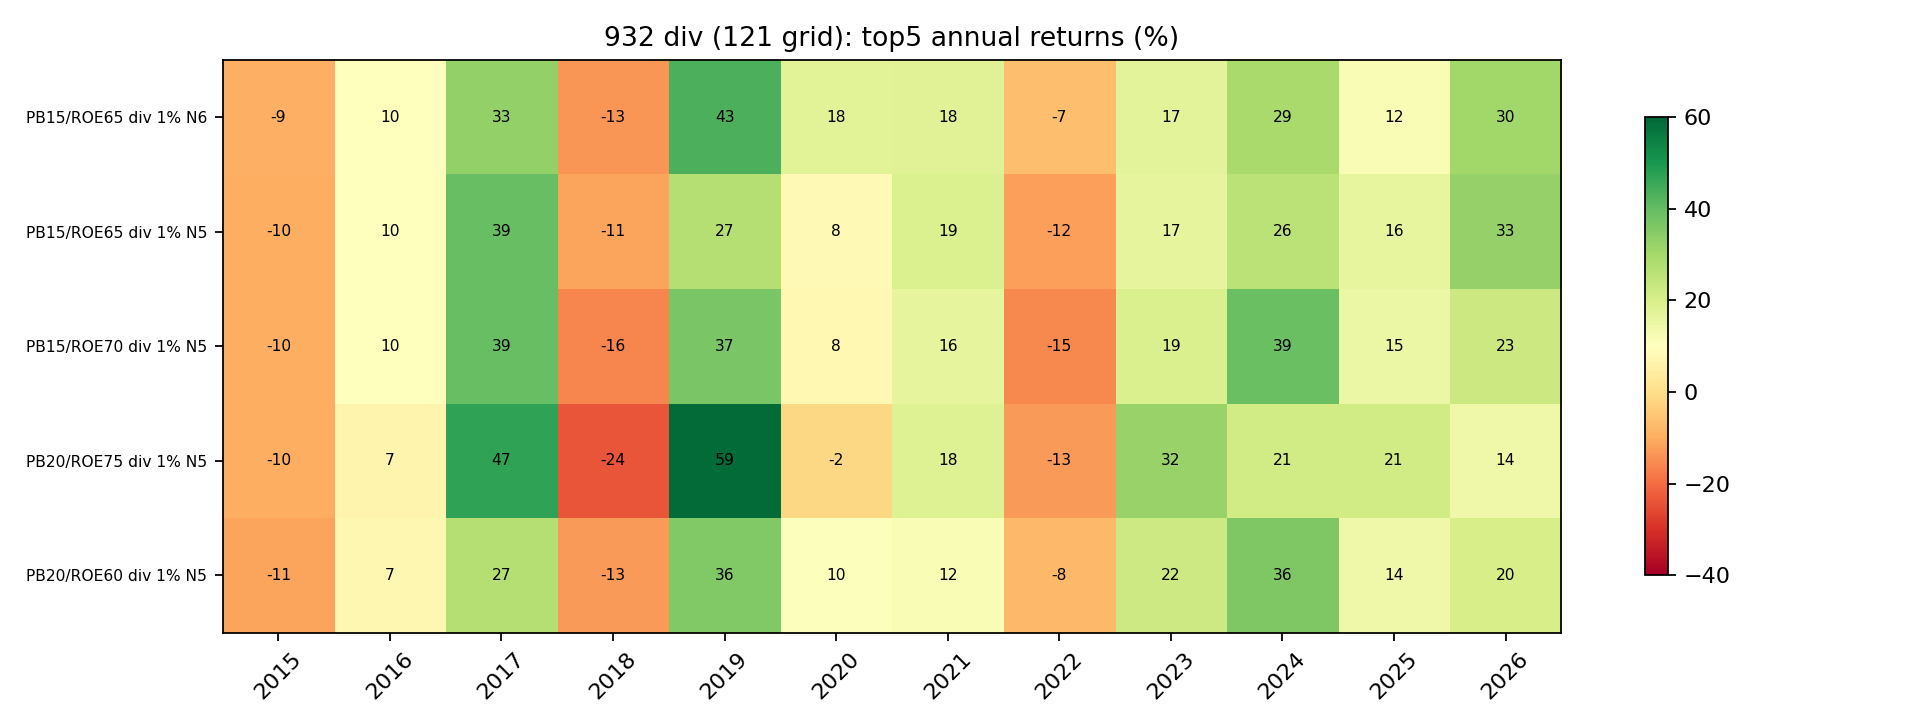 932 div (121 grid): top5 annual returns (%)
PB15/ROE65 div 1% N6 -9 10 33 -13 43 18 18 -7 17 29 12 30
PB15/ROE65 div 1% N5 -10 10 39 -11 27 8 19 -12 17 26 16 33
PB15/ROE70 div 1% N5 -10 10 39 -16 37 8 16 -15 19 39 15 23
PB20/ROE75 div 1% N5 -10 7 47 -24 59 -2 18 -13 32 21 21 14
PB20/ROE60 div 1% N5 -11 7 27 -13 36 10 12 -8 22 36 14 20
2015 2016 2017 2018 2019 2020 2021 2022 2023 2024 2025 2026
60
40
20
0
−20
−40